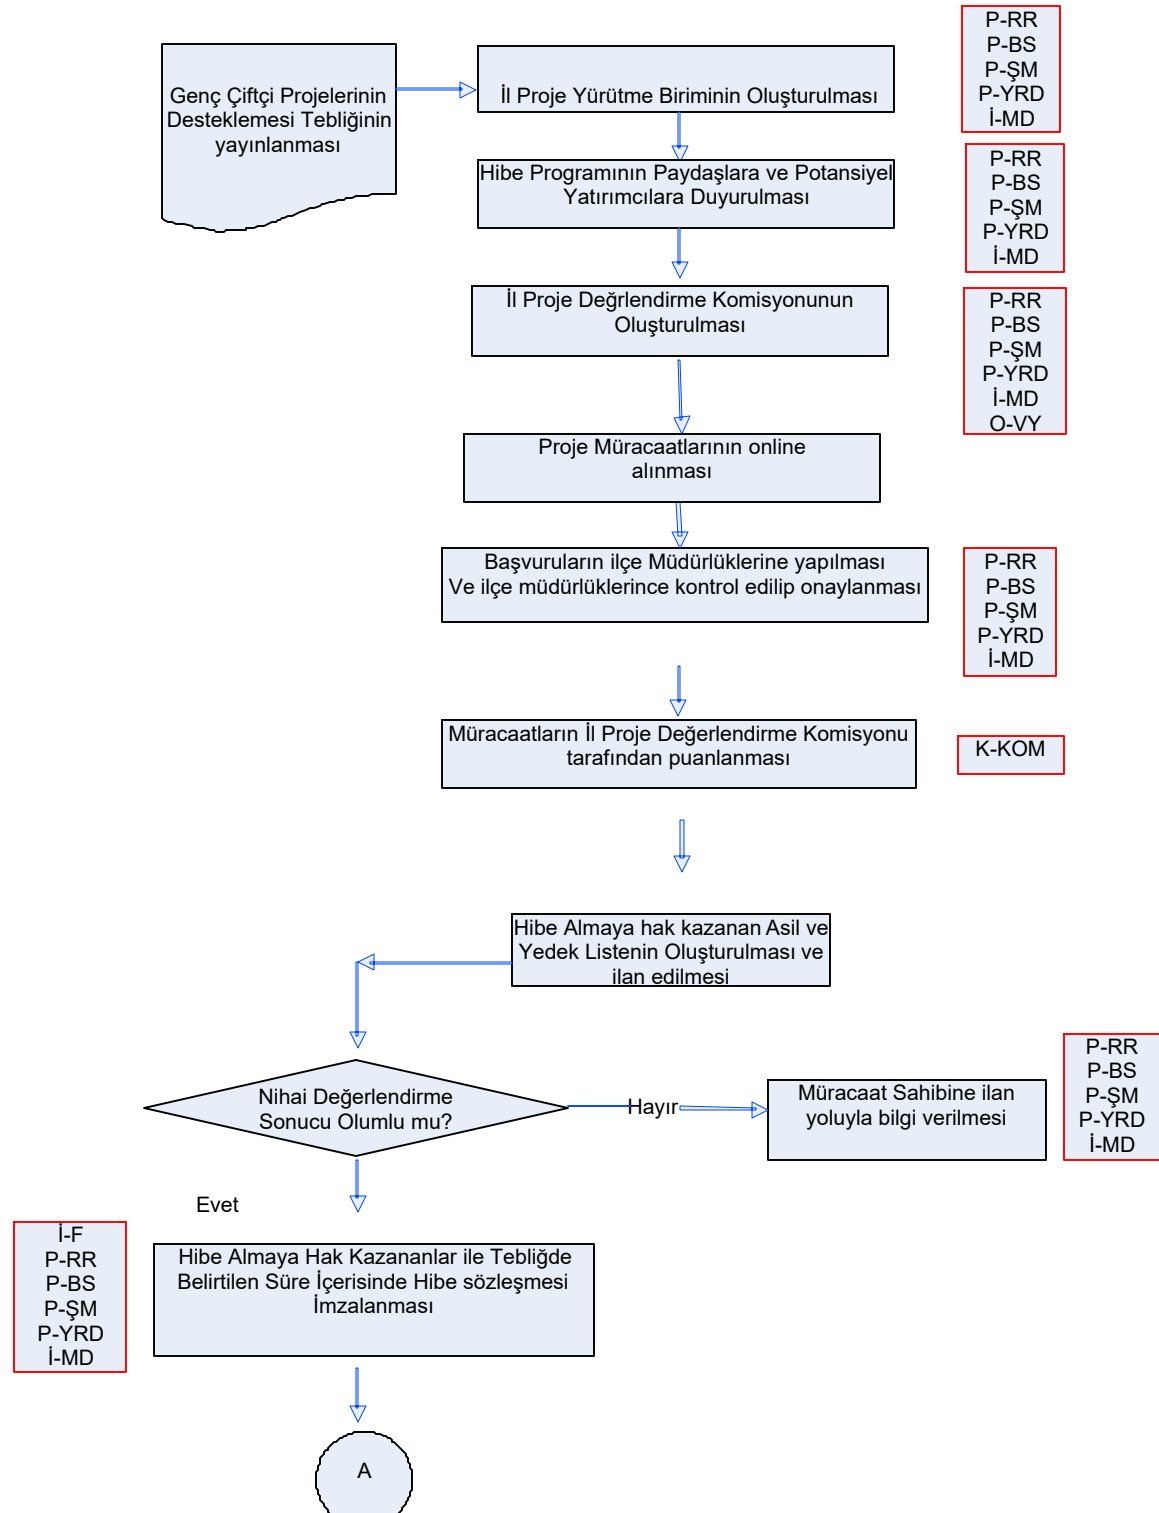 Genç Çiftçi Projelerinin
Desteklemesi Tebliğinin
yayınlanması
İl Proje Yürütme Biriminin Oluşturulması
P-RR
P-BS
P-ŞM
P-YRD
İ-MD
Hibe Programının Paydaşlara ve Potansiyel
Yatırımcılara Duyurulması
P-RR
P-BS
P-ŞM
P-YRD
İ-MD
İl Proje Değrlendirme Komisyonunun
Oluşturulması
P-RR
P-BS
P-ŞM
P-YRD
İ-MD
O-VY
Proje Müracaatlarının online
alınması
Başvuruların ilçe Müdürlüklerine yapılması
Ve ilçe müdürlüklerince kontrol edilip onaylanması
P-RR
P-BS
P-ŞM
P-YRD
İ-MD
Müracaatların İl Proje Değerlendirme Komisyonu
tarafından puanlanması
K-KOM
Hibe Almaya hak kazanan Asil ve
Yedek Listenin Oluşturulması ve
ilan edilmesi
Nihai Değerlendirme
Sonucu Olumlu mu?
Hayır
Müracaat Sahibine ilan
yoluyla bilgi verilmesi
P-RR
P-BS
P-ŞM
P-YRD
İ-MD
Evet
İ-F
P-RR
P-BS
P-ŞM
P-YRD
İ-MD
Hibe Almaya Hak Kazananlar ile Tebliğde
Belirtilen Süre İçerisinde Hibe sözleşmesi
İmzalanması
A